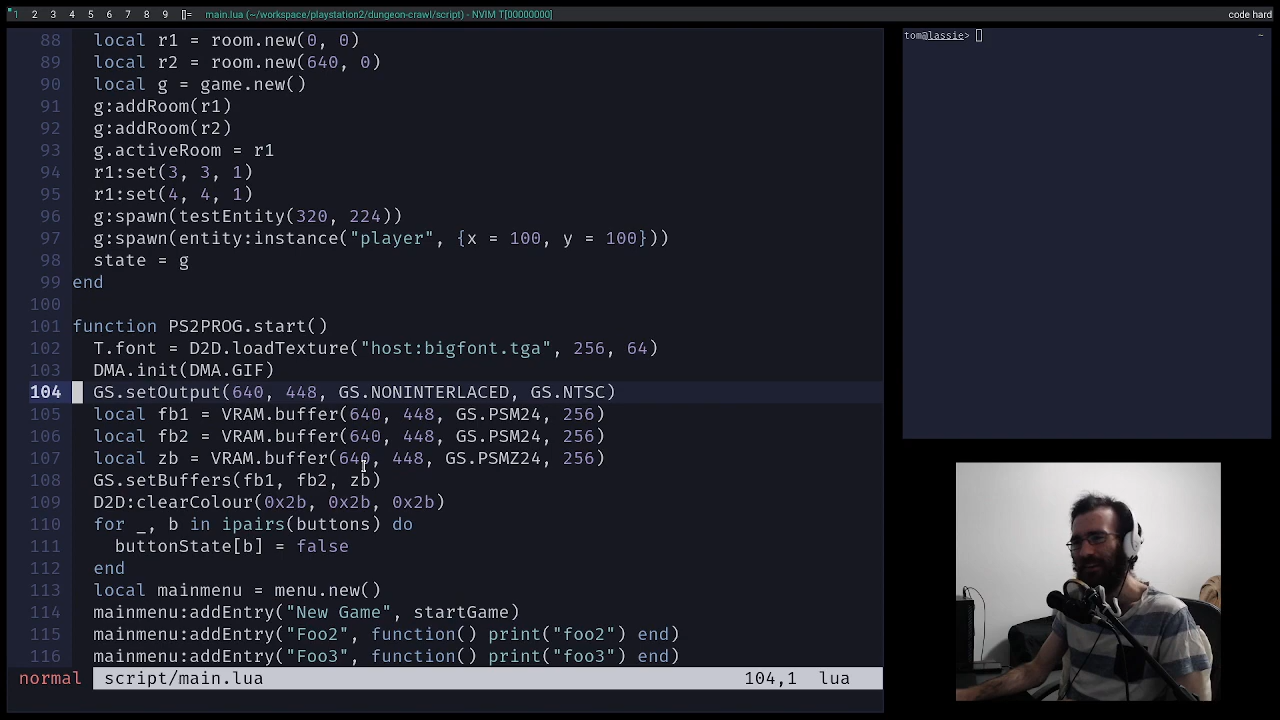 1 2 3 4 5 6 7 8 9 []= main.lua (~/workspace/playstation2/dungeon-crawl/script) - NVIM T[00000000] code hard
88 local r1 = room.new(0, 0)
89 local r2 = room.new(640, 0)
90 local g = game.new()
91 g:addRoom(r1)
92 g:addRoom(r2)
93 g.activeRoom = r1
94 r1:set(3, 3, 1)
95 r1:set(4, 4, 1)
96 g:spawn(testEntity(320, 224))
97 g:spawn(entity:instance("player", {x = 100, y = 100}))
98 state = g
99 end
100
101 function PS2PROG.start()
102 T.font = D2D.loadTexture("host:bigfont.tga", 256, 64)
103 DMA.init(DMA.GIF)
104 GS.setOutput(640, 448, GS.NONINTERLACED, GS.NTSC)
105 local fb1 = VRAM.buffer(640, 448, GS.PSM24, 256)
106 local fb2 = VRAM.buffer(640, 448, GS.PSM24, 256)
107 local zb = VRAM.buffer(640, 448, GS.PSMZ24, 256)
108 GS.setBuffers(fb1, fb2, zb)
109 D2D:clearColour(0x2b, 0x2b, 0x2b)
110 for _, b in ipairs(buttons) do
111 buttonState[b] = false
112 end
113 local mainmenu = menu.new()
114 mainmenu:addEntry("New Game", startGame)
115 mainmenu:addEntry("Foo2", function() print("foo2") end)
116 mainmenu:addEntry("Foo3", function() print("foo3") end)
normal script/main.lua 104,1 lua
tom@lassie> ~